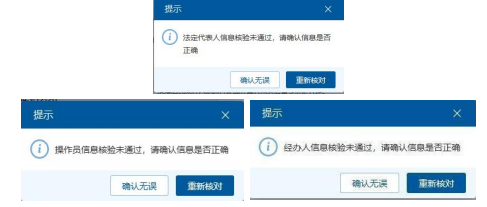 提示
法定代表人信息核验未通过，请确认信息是否
正确
确认无误 重新核对
提示
操作员信息核验未通过，请确认信息是否正确
确认无误 重新核对
提示
经办人信息核验未通过，请确认信息是否正确
确认无误 重新核对